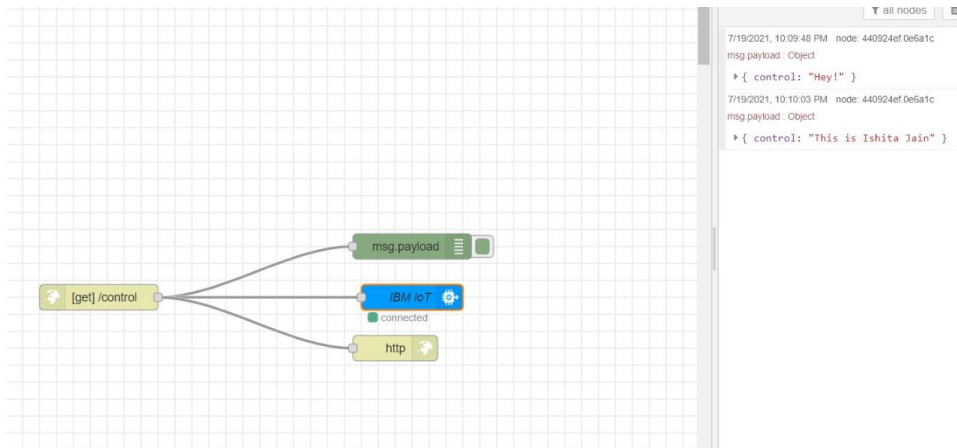 all nodes
7/19/2021, 10:09:48 PM node: 440924ef.0e6a1c
msg.payload : Object
{ control: "Hey!" }
7/19/2021, 10:10:03 PM node: 440924ef.0e6a1c
msg.payload : Object
{ control: "This is Ishita Jain" }
msg.payload
[get] /control
IBM IoT
connected
http